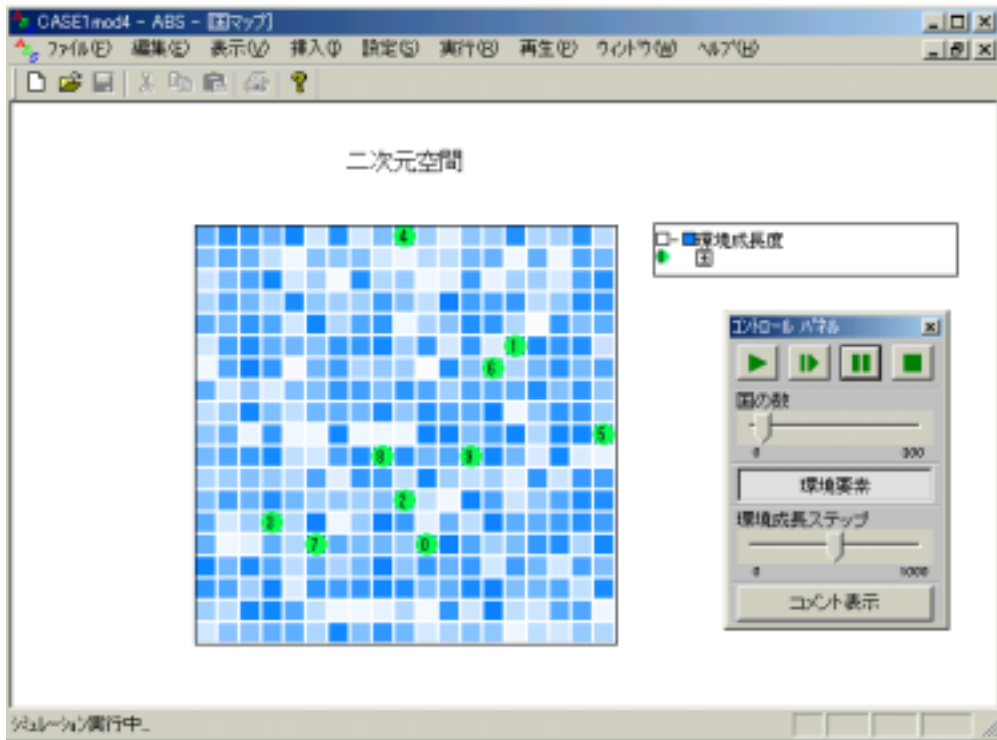 CASE1mod4 - ABS - [国マップ]
ファイル(F) 編集(E) 表示(V) 挿入(I) 設定(S) 実行(R) 再生(P) ウィンドウ(W) ヘルプ(H)
二次元空間
4
環境成長度
国
1
6
5
9
2
7
0
コントロール パネル
国の数
0 300
環境要素
環境成長ステップ
0 1000
コメント表示
シミュレーション実行中...